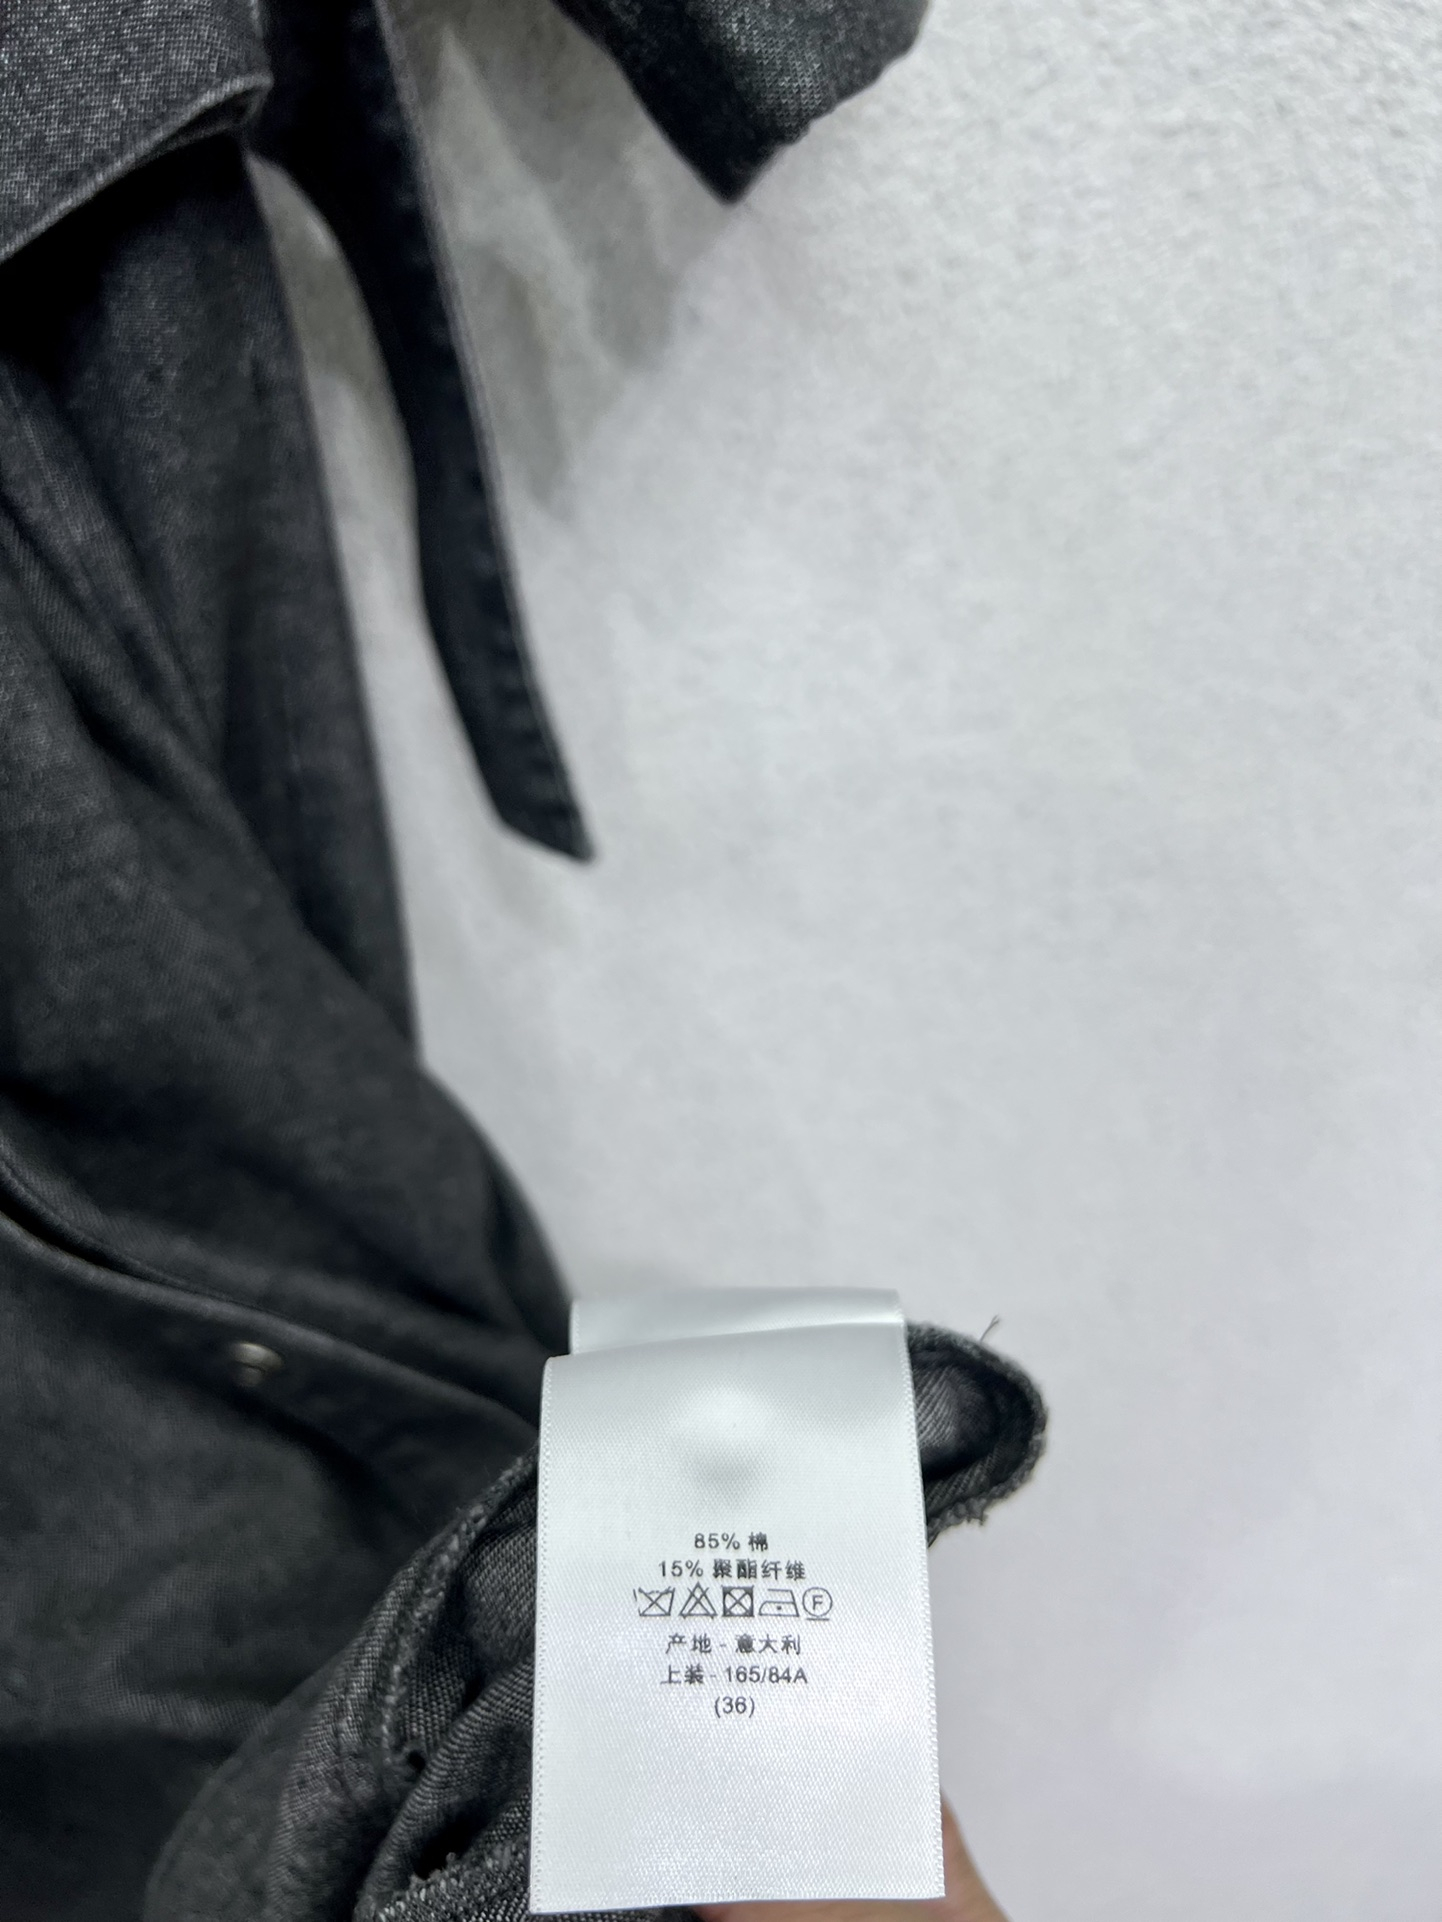 85% 棉
15% 聚酯纤维
F
产地 - 意大利
上装 - 165/84A
(36)